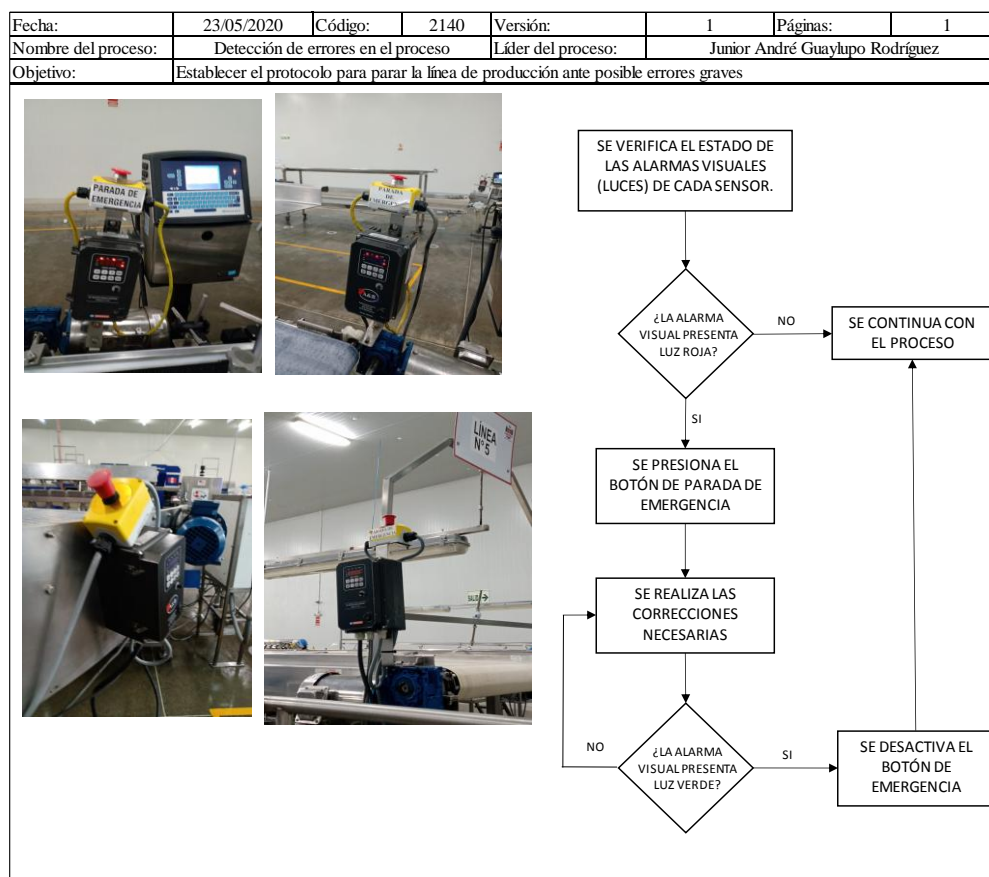 Fecha: 23/05/2020 Código: 2140 Versión: 1 Páginas: 1
Nombre del proceso: Detección de errores en el proceso Líder del proceso: Junior André Guaylupo Rodríguez
Objetivo: Establecer el protocolo para parar la línea de producción ante posible errores graves
PARADA DE
EMERGENCIA
PARADA
DE
LÍNEA
N° 5
SALIDA
SE VERIFICA EL ESTADO DE
LAS ALARMAS VISUALES
(LUCES) DE CADA SENSOR.
¿LA ALARMA
VISUAL PRESENTA
LUZ ROJA?
NO
SE CONTINUA CON
EL PROCESO
SI
SE PRESIONA EL
BOTÓN DE PARADA DE
EMERGENCIA
SE REALIZA LAS
CORRECCIONES
NECESARIAS
NO
¿LA ALARMA
VISUAL PRESENTA
LUZ VERDE?
SI
SE DESACTIVA EL
BOTÓN DE
EMERGENCIA